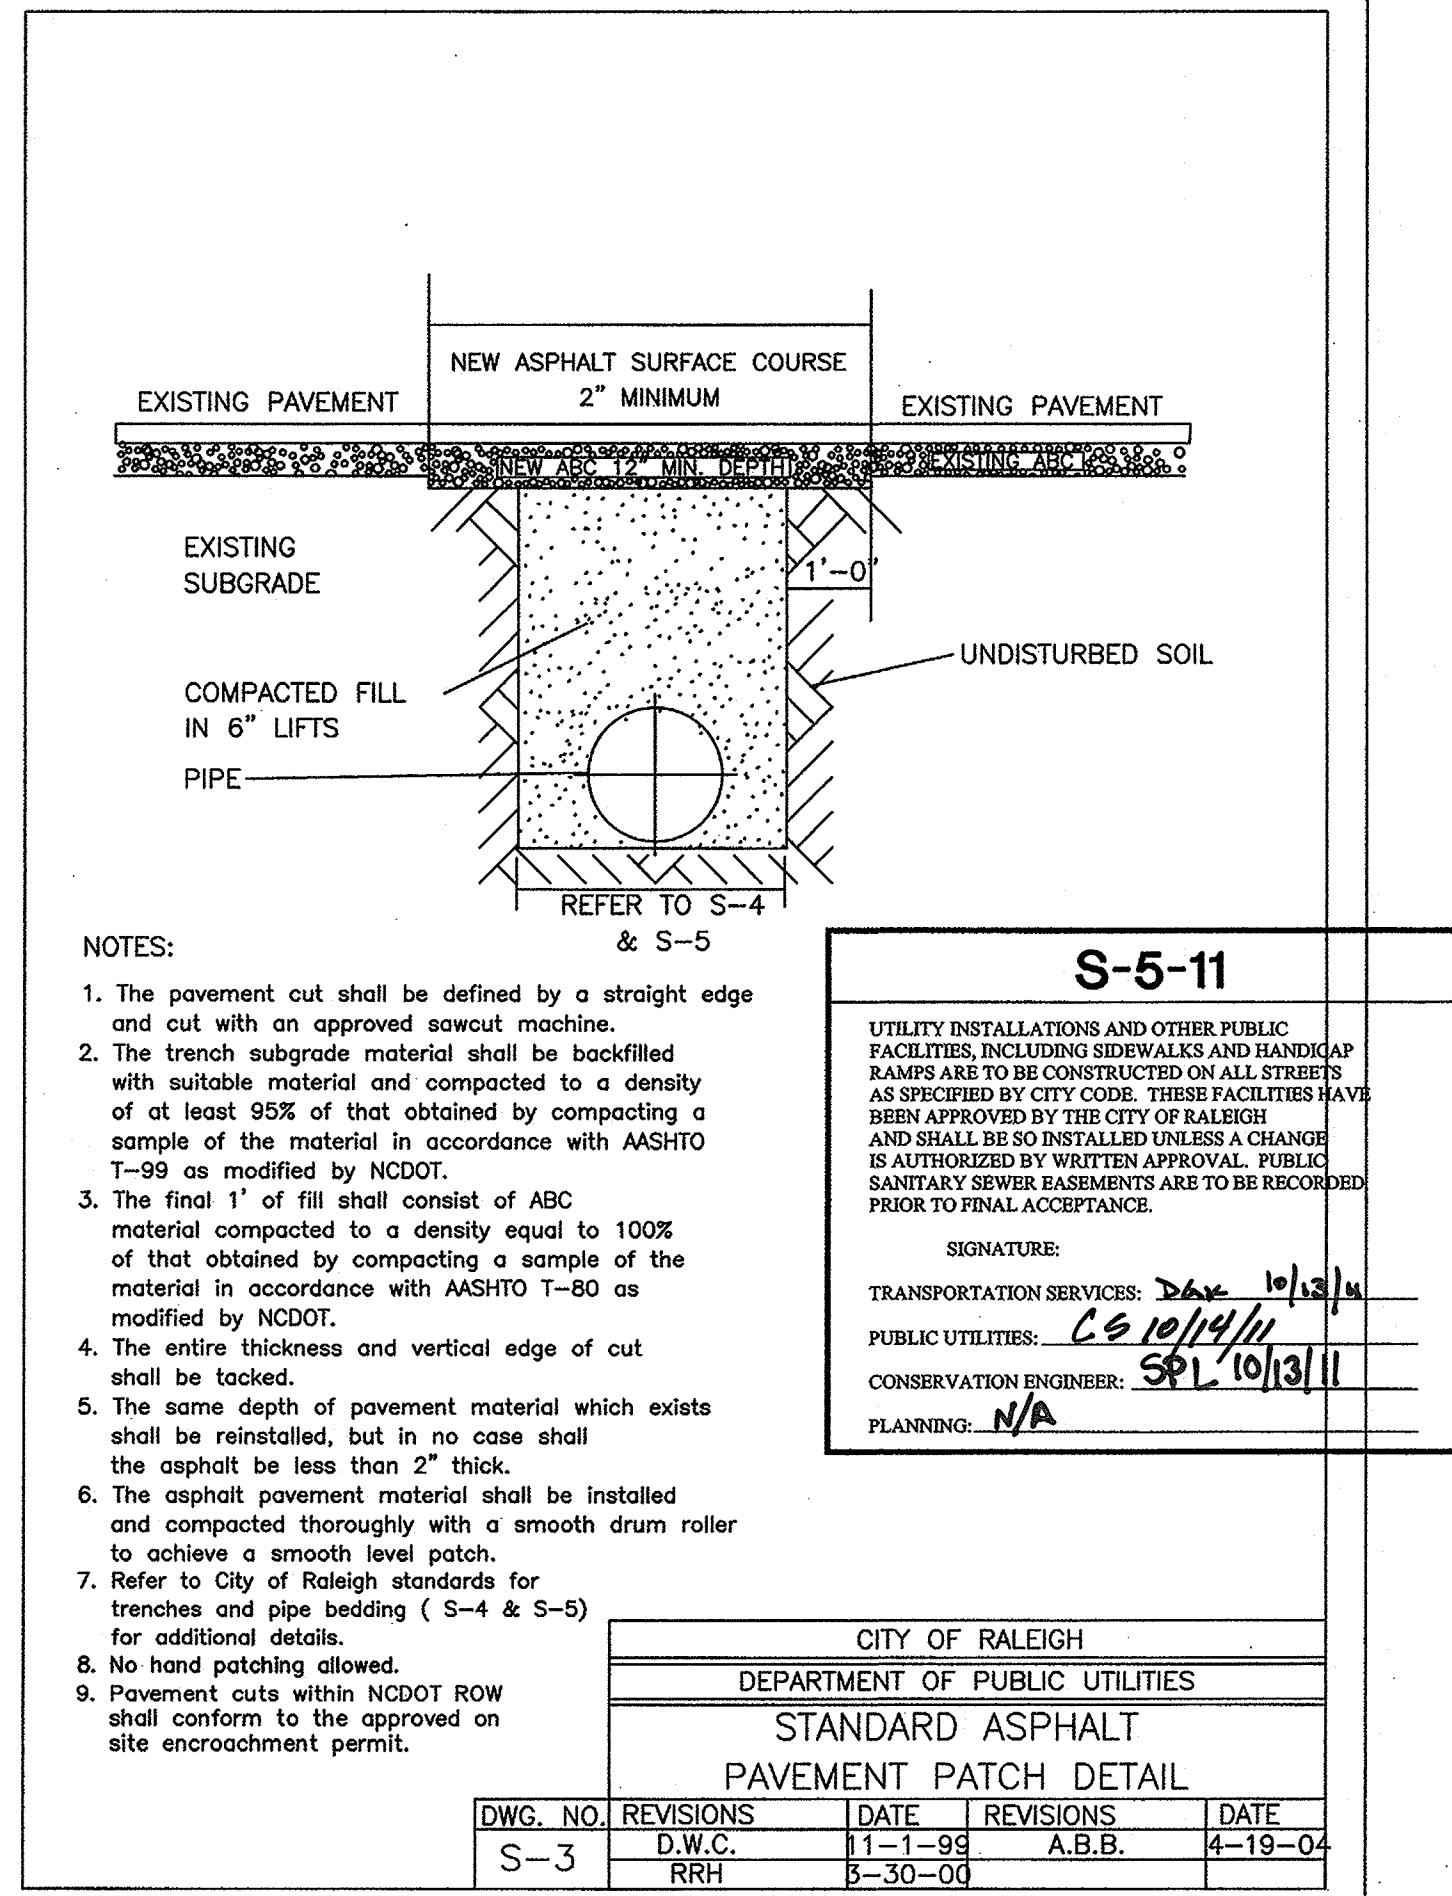 NEW ASPHALT SURFACE COURSE
2" MINIMUM
EXISTING PAVEMENT
EXISTING PAVEMENT
NEW ABC 12" MIN. DEPTH
EXISTING ABC
EXISTING
SUBGRADE
1'-0"
UNDISTURBED SOIL
COMPACTED FILL
IN 6" LIFTS
PIPE
REFER TO S-4
& S-5
NOTES:
1. The pavement cut shall be defined by a straight edge
and cut with an approved sawcut machine.
2. The trench subgrade material shall be backfilled
with suitable material and compacted to a density
of at least 95% of that obtained by compacting a
sample of the material in accordance with AASHTO
T-99 as modified by NCDOT.
3. The final 1' of fill shall consist of ABC
material compacted to a density equal to 100%
of that obtained by compacting a sample of the
material in accordance with AASHTO T-80 as
modified by NCDOT.
4. The entire thickness and vertical edge of cut
shall be tacked.
5. The same depth of pavement material which exists
shall be reinstalled, but in no case shall
the asphalt be less than 2" thick.
6. The asphalt pavement material shall be installed
and compacted thoroughly with a smooth drum roller
to achieve a smooth level patch.
7. Refer to City of Raleigh standards for
trenches and pipe bedding ( S-4 & S-5)
for additional details.
8. No hand patching allowed.
9. Pavement cuts within NCDOT ROW
shall conform to the approved on
site encroachment permit.
S-5-11
UTILITY INSTALLATIONS AND OTHER PUBLIC
FACILITIES, INCLUDING SIDEWALKS AND HANDICAP
RAMPS ARE TO BE CONSTRUCTED ON ALL STREETS
AS SPECIFIED BY CITY CODE. THESE FACILITIES HAVE
BEEN APPROVED BY THE CITY OF RALEIGH
AND SHALL BE SO INSTALLED UNLESS A CHANGE
IS AUTHORIZED BY WRITTEN APPROVAL. PUBLIC
SANITARY SEWER EASEMENTS ARE TO BE RECORDED
PRIOR TO FINAL ACCEPTANCE.
SIGNATURE:
TRANSPORTATION SERVICES: 10/13/11
PUBLIC UTILITIES: CS 10/14/11
CONSERVATION ENGINEER: SPL 10/13/11
PLANNING: N/A
CITY OF RALEIGH
DEPARTMENT OF PUBLIC UTILITIES
STANDARD ASPHALT
PAVEMENT PATCH DETAIL
DWG. NO. REVISIONS DATE REVISIONS DATE
S-3 D.W.C. 11-1-99 A.B.B. 4-19-04
RRH 3-30-00